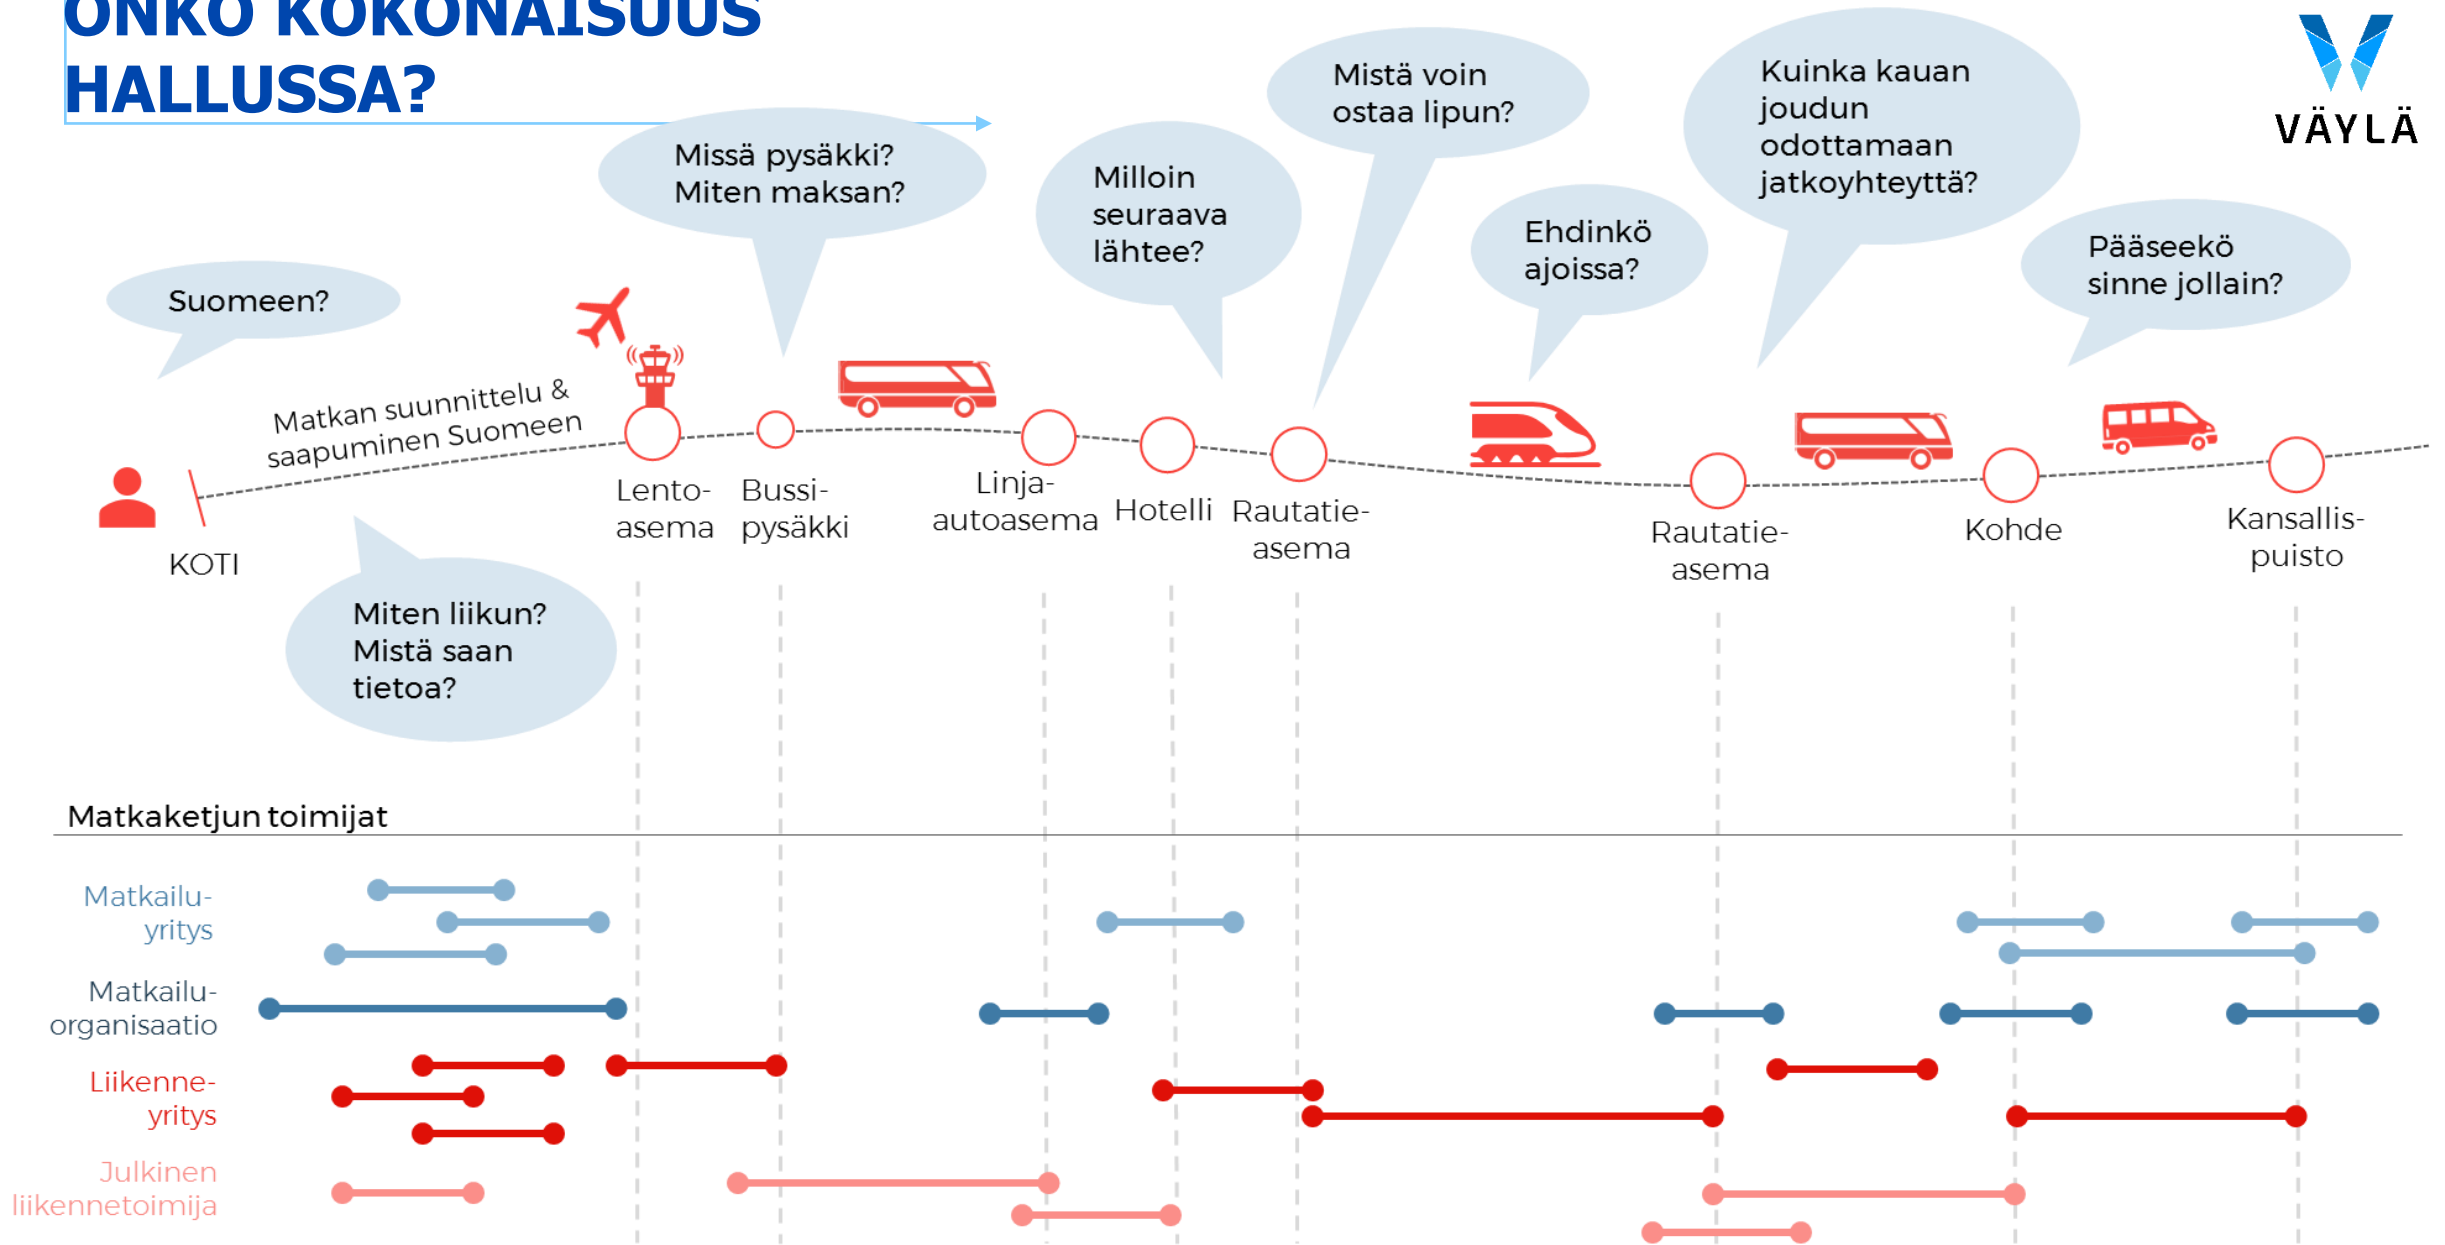 ONKO KOKONAISUUS
HALLUSSA?
VÄYLÄ
Suomeen?
Missä pysäkki?
Miten maksan?
Milloin
seuraava
lähtee?
Mistä voin
ostaa lipun?
Ehdinkö
ajoissa?
Kuinka kauan
joudun
odottamaan
jatkoyhteyttä?
Pääseekö
sinne jollain?
Matkan suunnittelu &
saapuminen Suomeen
KOTI
Lento-
asema
Bussi-
pysäkki
Linja-
autoasema
Hotelli
Rautatie-
asema
Rautatie-
asema
Kohde
Kansallis-
puisto
Miten liikun?
Mistä saan
tietoa?
Matkaketjun toimijat
Matkailu-
yritys
Matkailu-
organisaatio
Liikenne-
yritys
Julkinen
liikennetoimija